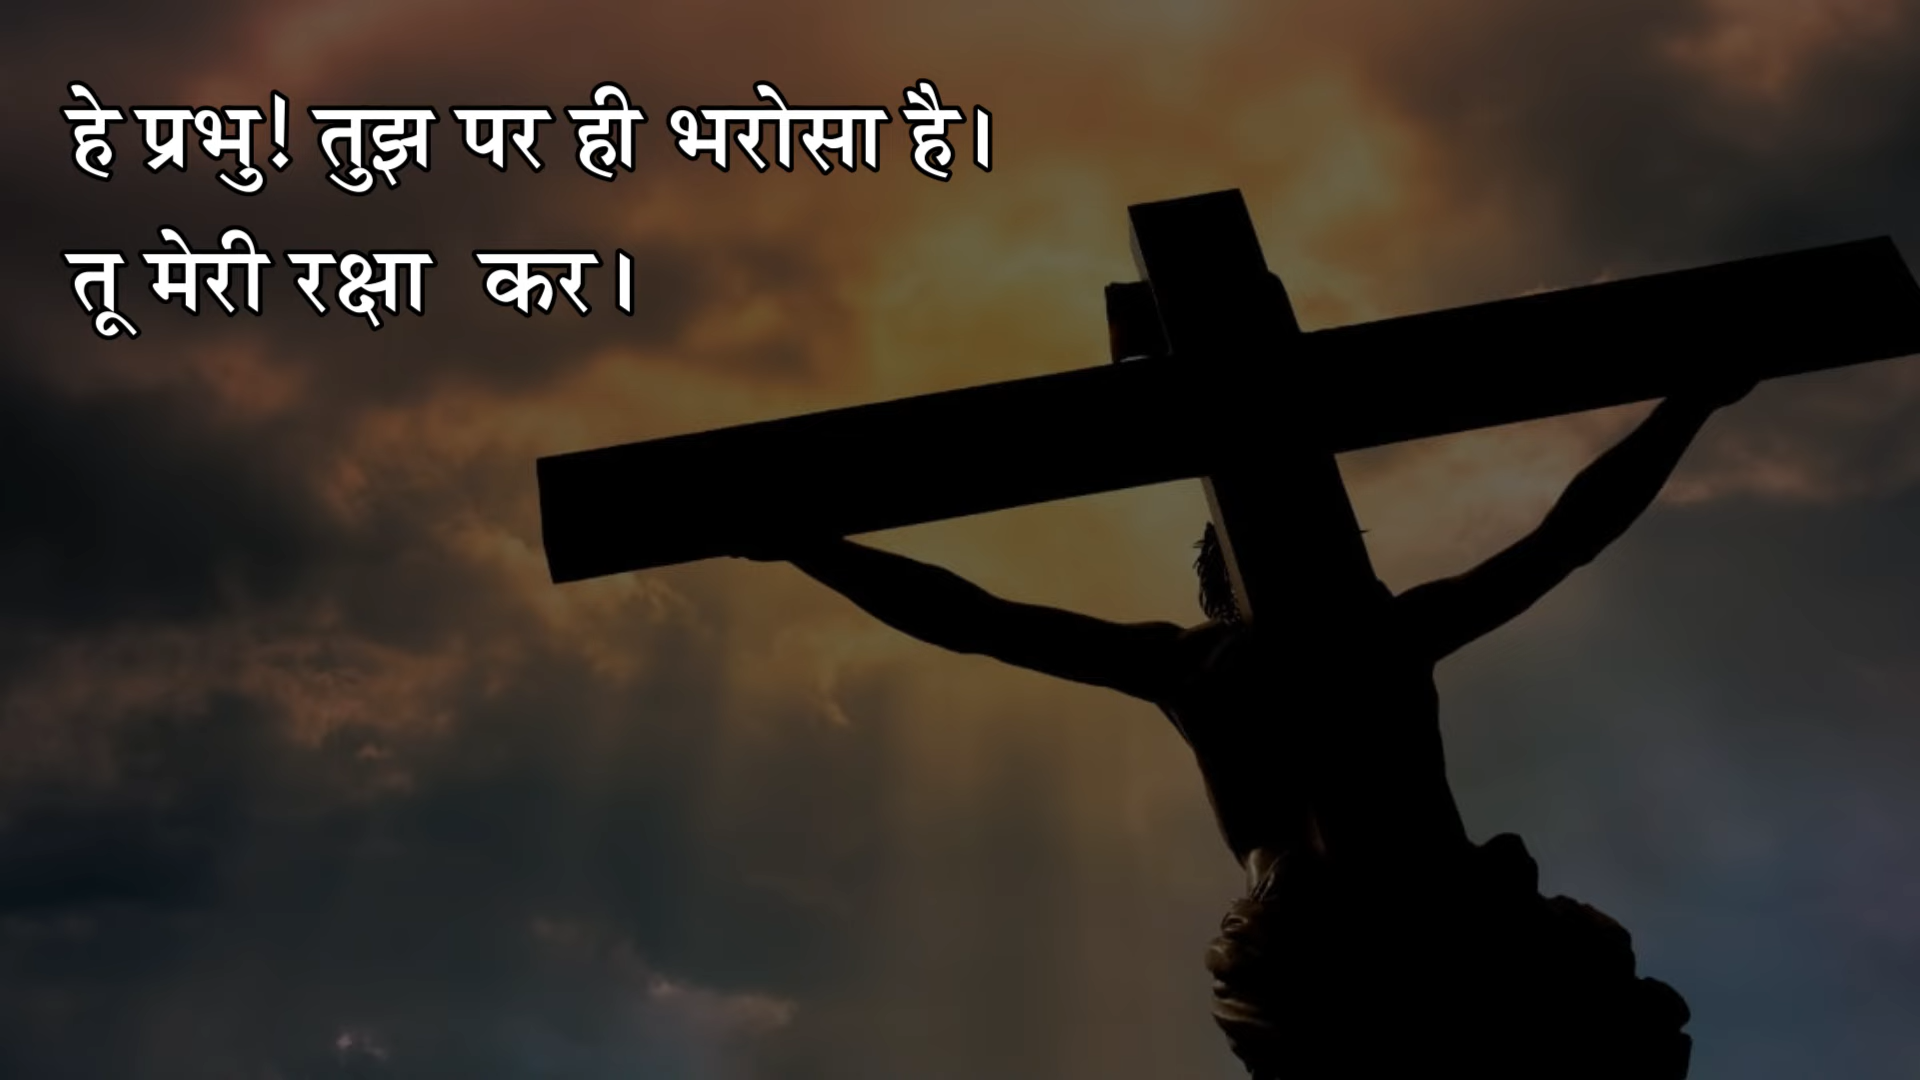 हे प्रभु! तुझ पर ही भरोसा है।
तू मेरी रक्षा कर।